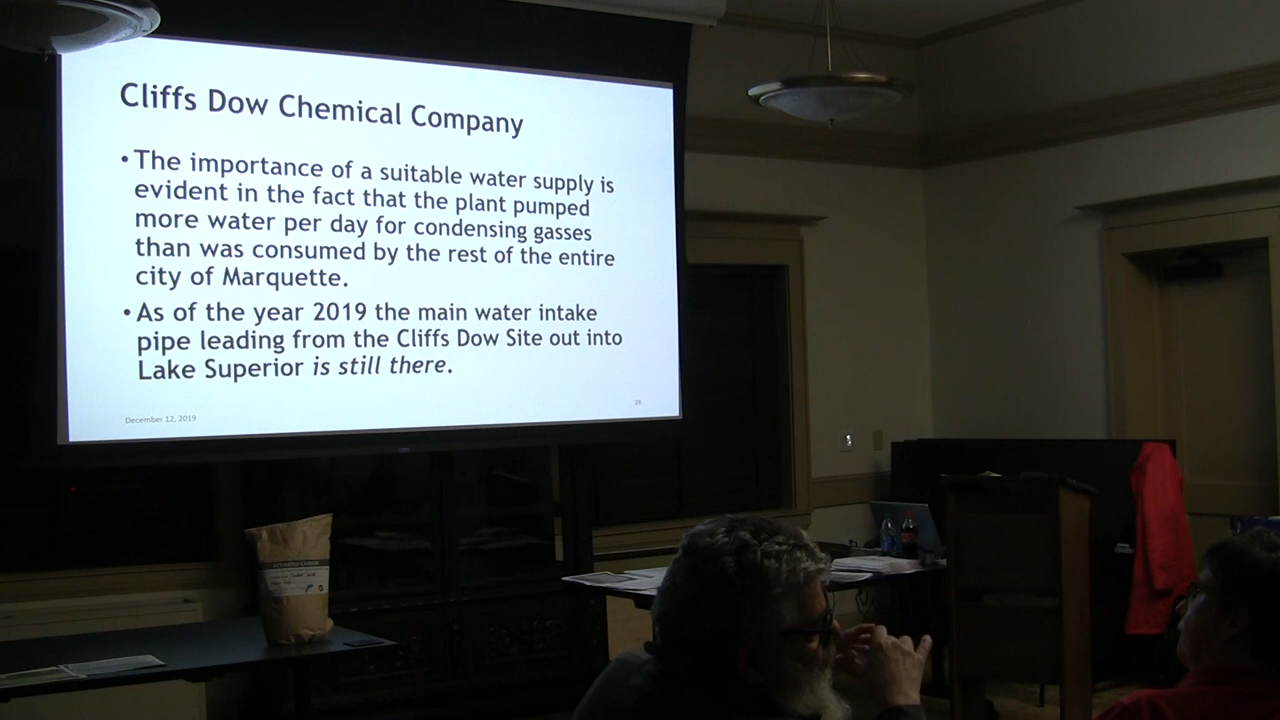 Cliffs Dow Chemical Company
• The importance of a suitable water supply is
evident in the fact that the plant pumped
more water per day for condensing gasses
than was consumed by the rest of the entire
city of Marquette.
• As of the year 2019 the main water intake
pipe leading from the Cliffs Dow Site out into
Lake Superior is still there.
December 12, 2019
28
ACTIVATED CARBON